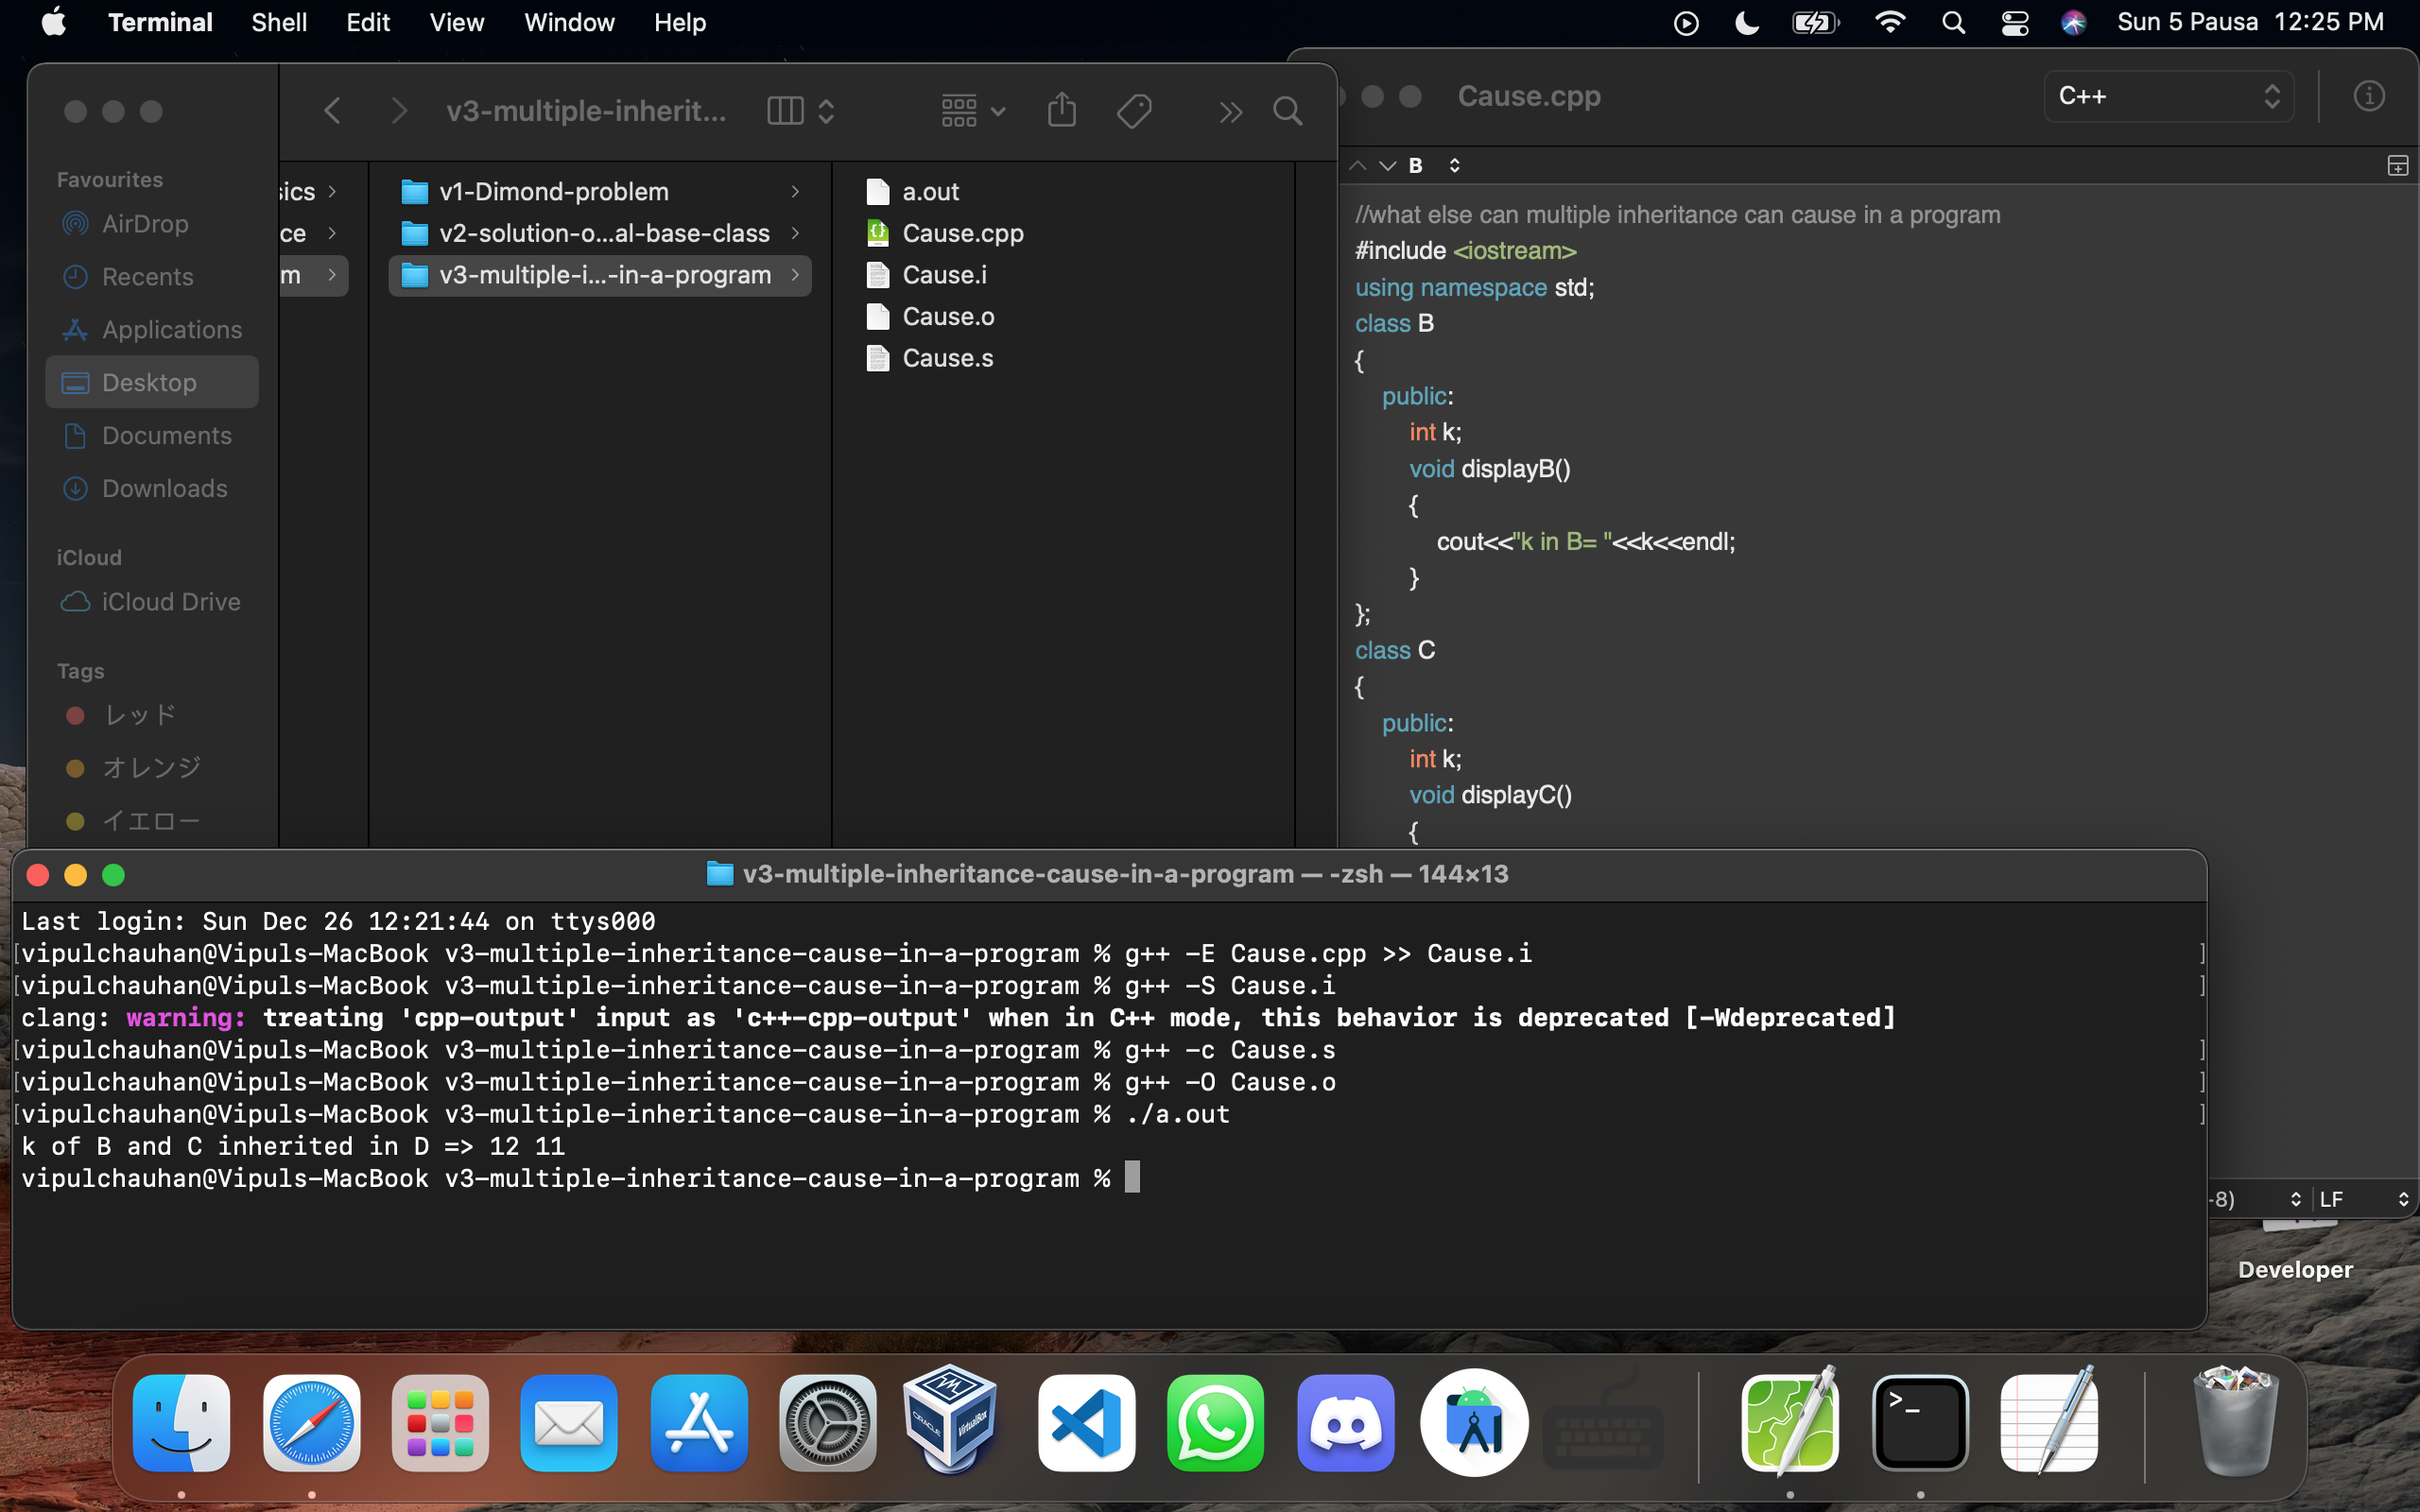 Terminal Shell Edit View Window Help Sun 5 Pausa 12:25 PM
v3-multiple-inherit...
Favourites
AirDrop
Recents
Applications
Desktop
Documents
Downloads
iCloud
iCloud Drive
Tags
レッド
オレンジ
イエロー
sics
ce
m
v1-Dimond-problem
v2-solution-o...al-base-class
v3-multiple-i...-in-a-program
a.out
Cause.cpp
Cause.i
Cause.o
Cause.s
Cause.cpp C++
B
//what else can multiple inheritance can cause in a program
#include <iostream>
using namespace std;
class B
{
public:
int k;
void displayB()
{
cout<<"k in B= "<<k<<endl;
}
};
class C
{
public:
int k;
void displayC()
{
-8) LF
v3-multiple-inheritance-cause-in-a-program — -zsh — 144×13
Last login: Sun Dec 26 12:21:44 on ttys000
[vipulchauhan@Vipuls-MacBook v3-multiple-inheritance-cause-in-a-program % g++ -E Cause.cpp >> Cause.i ]
[vipulchauhan@Vipuls-MacBook v3-multiple-inheritance-cause-in-a-program % g++ -S Cause.i ]
clang: warning: treating 'cpp-output' input as 'c++-cpp-output' when in C++ mode, this behavior is deprecated [-Wdeprecated]
[vipulchauhan@Vipuls-MacBook v3-multiple-inheritance-cause-in-a-program % g++ -c Cause.s ]
[vipulchauhan@Vipuls-MacBook v3-multiple-inheritance-cause-in-a-program % g++ -O Cause.o ]
[vipulchauhan@Vipuls-MacBook v3-multiple-inheritance-cause-in-a-program % ./a.out ]
k of B and C inherited in D => 12 11
vipulchauhan@Vipuls-MacBook v3-multiple-inheritance-cause-in-a-program %
Developer
ORACLE
VirtualBox
>_